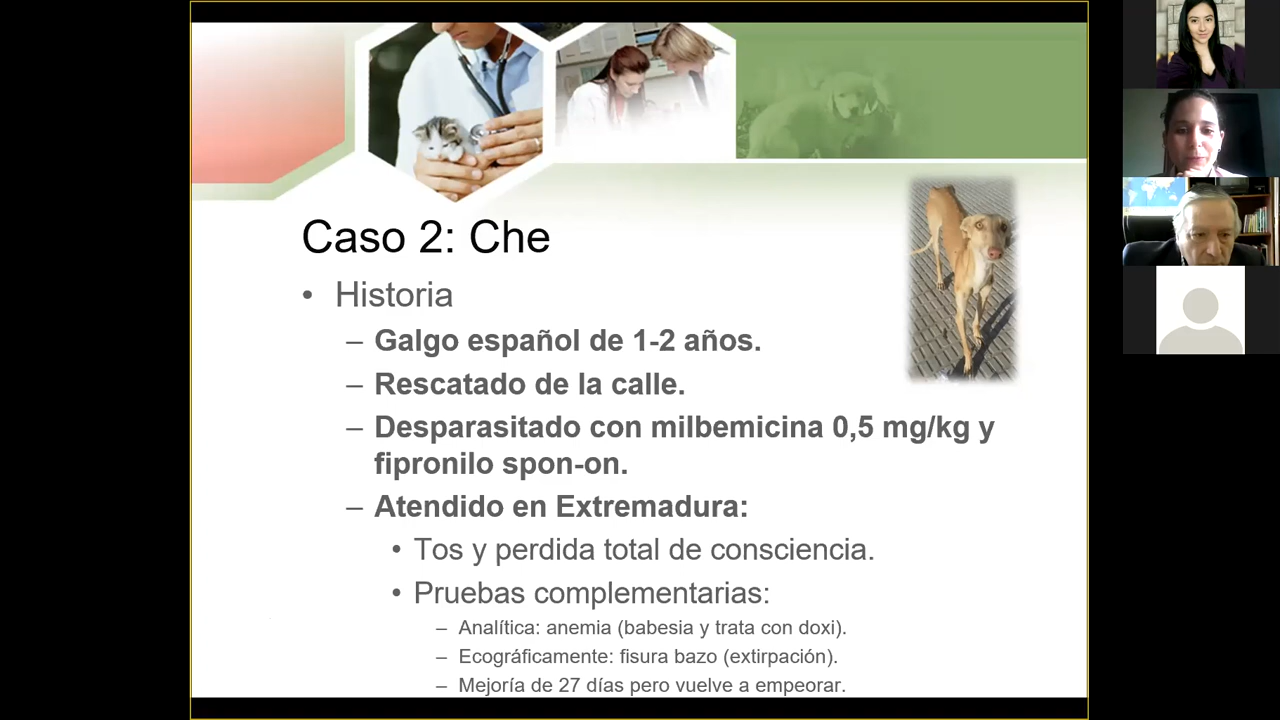 Caso 2: Che
• Historia
– Galgo español de 1-2 años.
– Rescatado de la calle.
– Desparasitado con milbemicina 0,5 mg/kg y
fipronilo spon-on.
– Atendido en Extremadura:
• Tos y perdida total de consciencia.
• Pruebas complementarias:
– Analítica: anemia (babesia y trata con doxi).
– Ecográficamente: fisura bazo (extirpación).
– Mejoría de 27 días pero vuelve a empeorar.